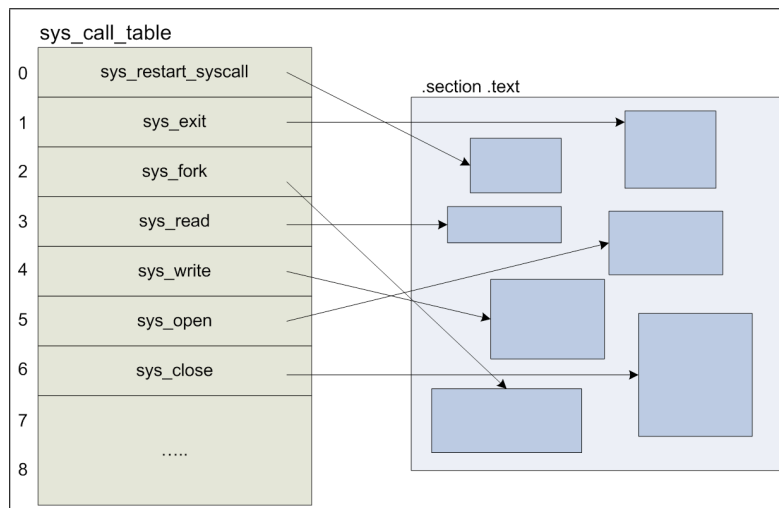 sys_call_table
.section .text
0 sys_restart_syscall
1 sys_exit
2 sys_fork
3 sys_read
4 sys_write
5 sys_open
6 sys_close
7
.....
8